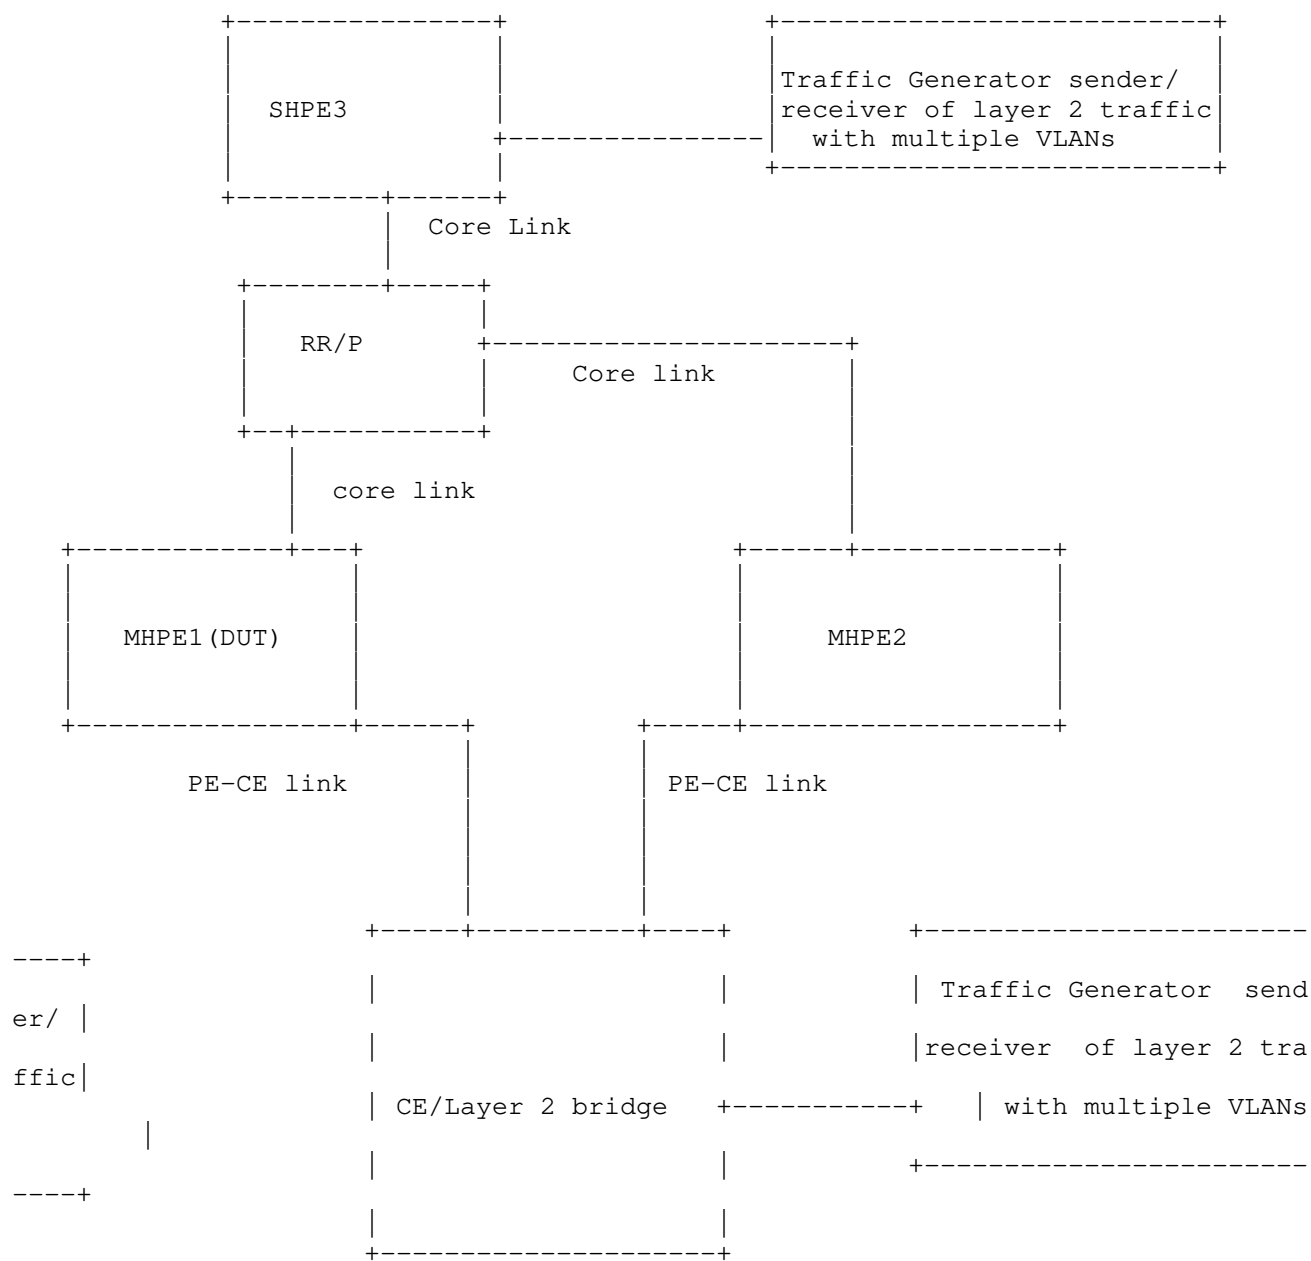 Traffic Generator sender/
SHPE3 receiver of layer 2 traffic
with multiple VLANs
Core Link
RR/P
Core link
core link
MHPE1(DUT) MHPE2
PE-CE link PE-CE link
----+
Traffic Generator send
er/
receiver of layer 2 tra
ffic
CE/Layer 2 bridge with multiple VLANs
----+